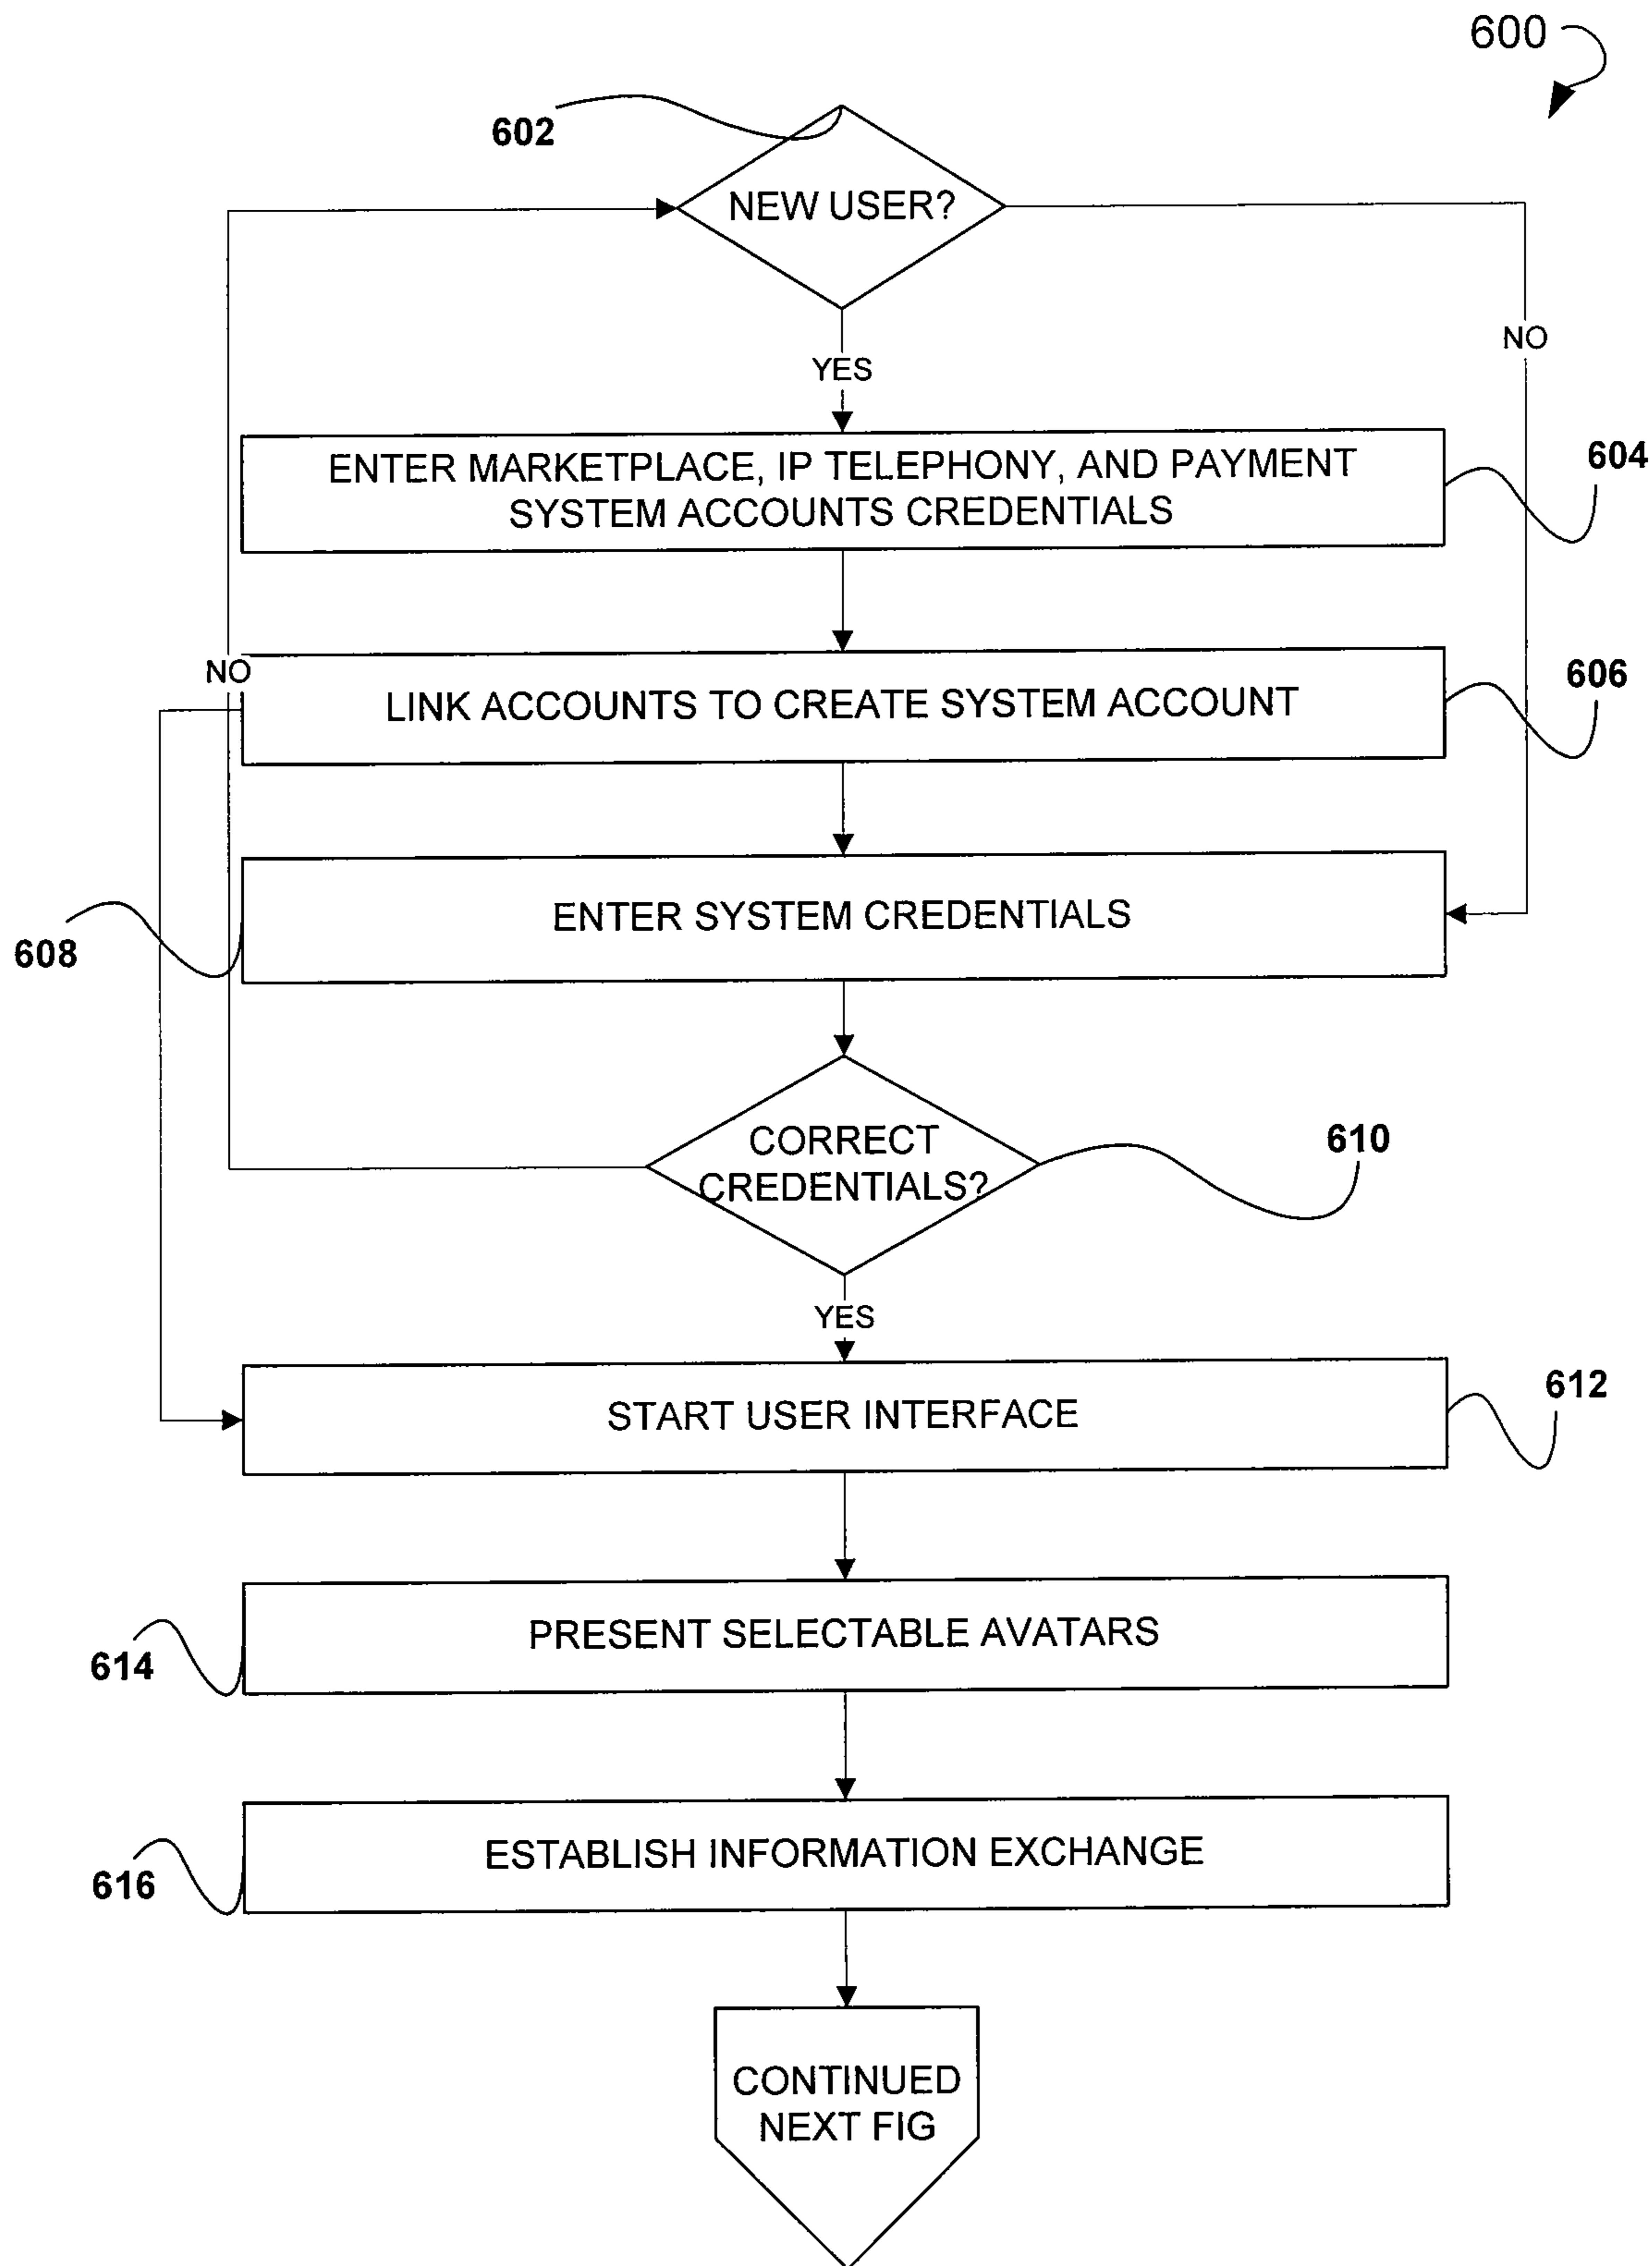 600
602
NEW USER?
NO
YES
ENTER MARKETPLACE, IP TELEPHONY, AND PAYMENT
SYSTEM ACCOUNTS CREDENTIALS
604
NO
LINK ACCOUNTS TO CREATE SYSTEM ACCOUNT
606
ENTER SYSTEM CREDENTIALS
608
CORRECT
CREDENTIALS?
610
YES
START USER INTERFACE
612
PRESENT SELECTABLE AVATARS
614
ESTABLISH INFORMATION EXCHANGE
616
CONTINUED
NEXT FIG